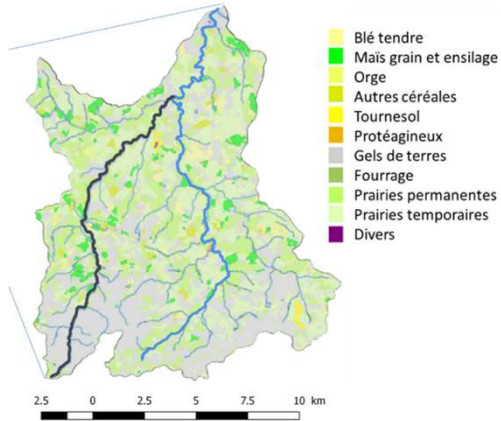 Blé tendre
Maïs grain et ensilage
Orge
Autres céréales
Tournesol
Protéagineux
Gels de terres
Fourrage
Prairies permanentes
Prairies temporaires
Divers
2.5 0 2.5 5 7.5 10 km